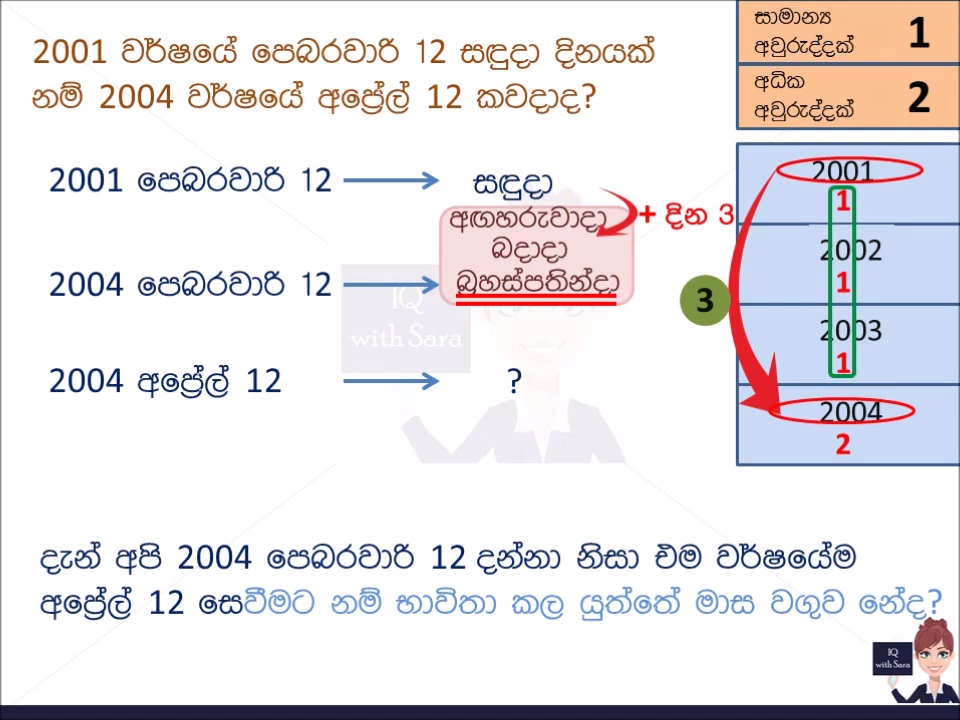 2001 වර්ෂයේ පෙබරවාරි 12 සඳුදා දිනයක්
නම් 2004 වර්ෂයේ අප්‍රේල් 12 කවදාද?
සාමාන්‍ය
අවුරුද්දක්
1
අධික
අවුරුද්දක්
2
2001 පෙබරවාරි 12
සඳුදා
අඟහරුවාදා
+ දින 3
බදාදා
2004 පෙබරවාරි 12
බ්‍රහස්පතින්දා
2004 අප්‍රේල් 12
?
3
2001
1
2002
1
2003
1
2004
2
IQ
with Sara
දැන් අපි 2004 පෙබරවාරි 12 දන්නා නිසා එම වර්ෂයේම
අප්‍රේල් 12 සෙවීමට නම් භාවිතා කල යුත්තේ මාස වගුව නේද?
IQ
with Sara